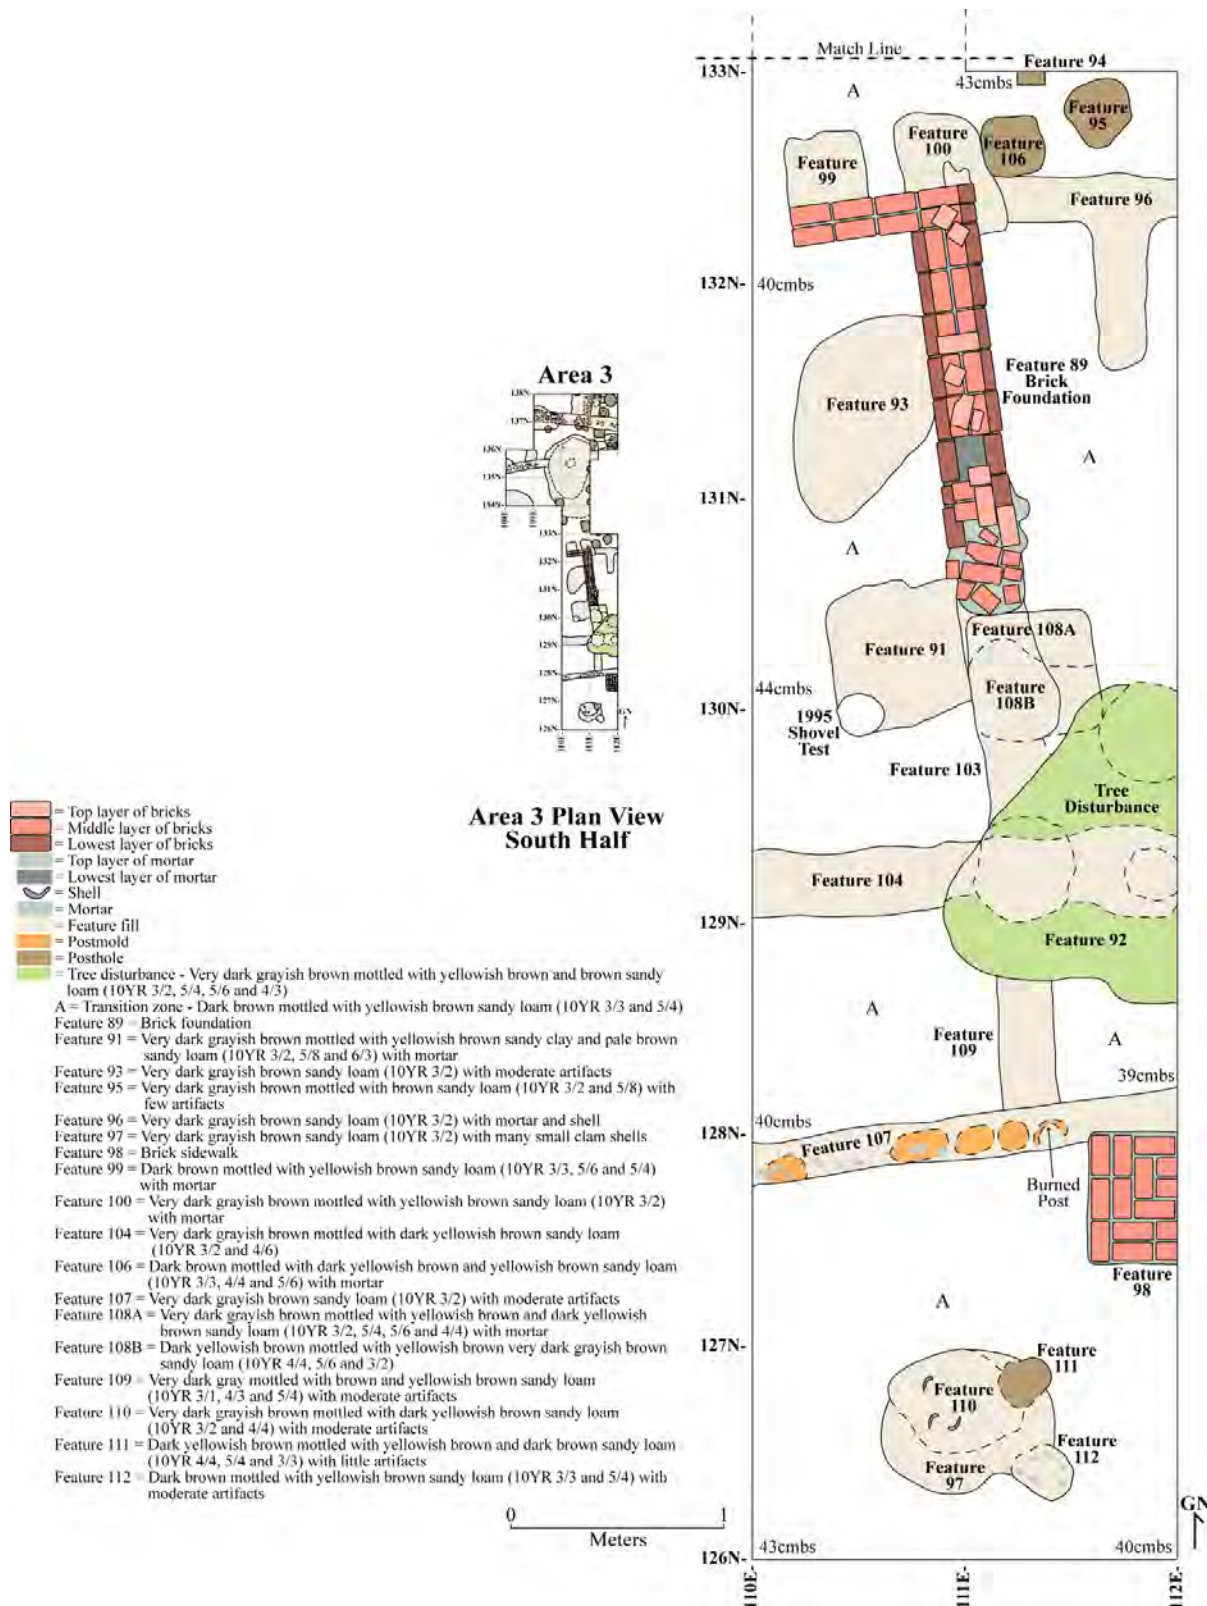 Match Line
133N-
Feature 94
43cmbs
A
Feature
95
Feature
100
Feature
106
Feature
99
Feature 96
132N-
40cmbs
Area 3
138N
137N
136N
135N
134N
133N
132N
131N
130N
129N
128N
127N
126N
110E
111E
112E
GN
Feature 89
Brick
Foundation
Feature 93
A
131N-
A
Feature 108A
Feature 91
44cmbs
Feature
108B
130N-
1995
Shovel
Test
Feature 103
Tree
Disturbance
Area 3 Plan View
South Half
= Top layer of bricks
= Middle layer of bricks
= Lowest layer of bricks
= Top layer of mortar
= Lowest layer of mortar
= Shell
= Mortar
= Feature fill
= Postmold
= Posthole
= Tree disturbance - Very dark grayish brown mottled with yellowish brown and brown sandy
loam (10YR 3/2, 5/4, 5/6 and 4/3)
A = Transition zone - Dark brown mottled with yellowish brown sandy loam (10YR 3/3 and 5/4)
Feature 89 = Brick foundation
Feature 91 = Very dark grayish brown mottled with yellowish brown sandy clay and pale brown
sandy loam (10YR 3/2, 5/8 and 6/3) with mortar
Feature 93 = Very dark grayish brown sandy loam (10YR 3/2) with moderate artifacts
Feature 95 = Very dark grayish brown mottled with brown sandy loam (10YR 3/2 and 5/8) with
few artifacts
Feature 96 = Very dark grayish brown sandy loam (10YR 3/2) with mortar and shell
Feature 97 = Very dark grayish brown sandy loam (10YR 3/2) with many small clam shells
Feature 98 = Brick sidewalk
Feature 99 = Dark brown mottled with yellowish brown sandy loam (10YR 3/3, 5/6 and 5/4)
with mortar
Feature 100 = Very dark grayish brown mottled with yellowish brown sandy loam (10YR 3/2)
with mortar
Feature 104 = Very dark grayish brown mottled with dark yellowish brown sandy loam
(10YR 3/2 and 4/6)
Feature 106 = Dark brown mottled with dark yellowish brown and yellowish brown sandy loam
(10YR 3/3, 4/4 and 5/6) with mortar
Feature 107 = Very dark grayish brown sandy loam (10YR 3/2) with moderate artifacts
Feature 108A = Very dark grayish brown mottled with yellowish brown and dark yellowish
brown sandy loam (10YR 3/2, 5/4, 5/6 and 4/4) with mortar
Feature 108B = Dark yellowish brown mottled with yellowish brown very dark grayish brown
sandy loam (10YR 4/4, 5/6 and 3/2)
Feature 109 = Very dark gray mottled with brown and yellowish brown sandy loam
(10YR 3/1, 4/3 and 5/4) with moderate artifacts
Feature 110 = Very dark grayish brown mottled with dark yellowish brown sandy loam
(10YR 3/2 and 4/4) with moderate artifacts
Feature 111 = Dark yellowish brown mottled with yellowish brown and dark brown sandy loam
(10YR 4/4, 5/4 and 3/3) with little artifacts
Feature 112 = Dark brown mottled with yellowish brown sandy loam (10YR 3/3 and 5/4) with
moderate artifacts
0 1
Meters
Feature 104
129N-
Feature 92
A
Feature
109
A
39cmbs
40cmbs
128N-
Feature 107
Burned
Post
Feature
98
A
127N-
Feature
111
Feature
110
Feature
112
Feature
97
GN
126N-
43cmbs
40cmbs
110E-
111E-
112E-